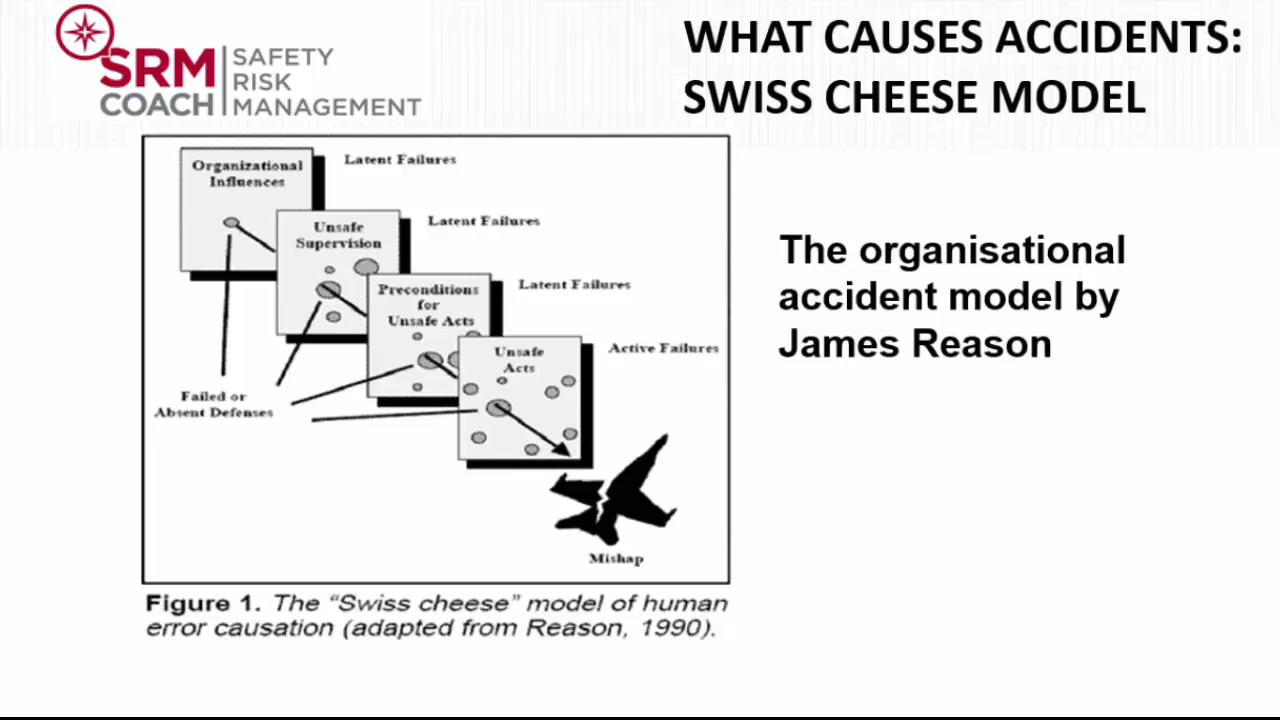 SRM
COACH
SAFETY
RISK
MANAGEMENT
WHAT CAUSES ACCIDENTS:
SWISS CHEESE MODEL
Organizational
Influences
Latent Failures
Unsafe
Supervision
Latent Failures
Preconditions
for
Unsafe Acts
Latent Failures
Unsafe
Acts
Active Failures
Failed or
Absent Defenses
Mishap
Figure 1. The “Swiss cheese” model of human
error causation (adapted from Reason, 1990).
The organisational
accident model by
James Reason